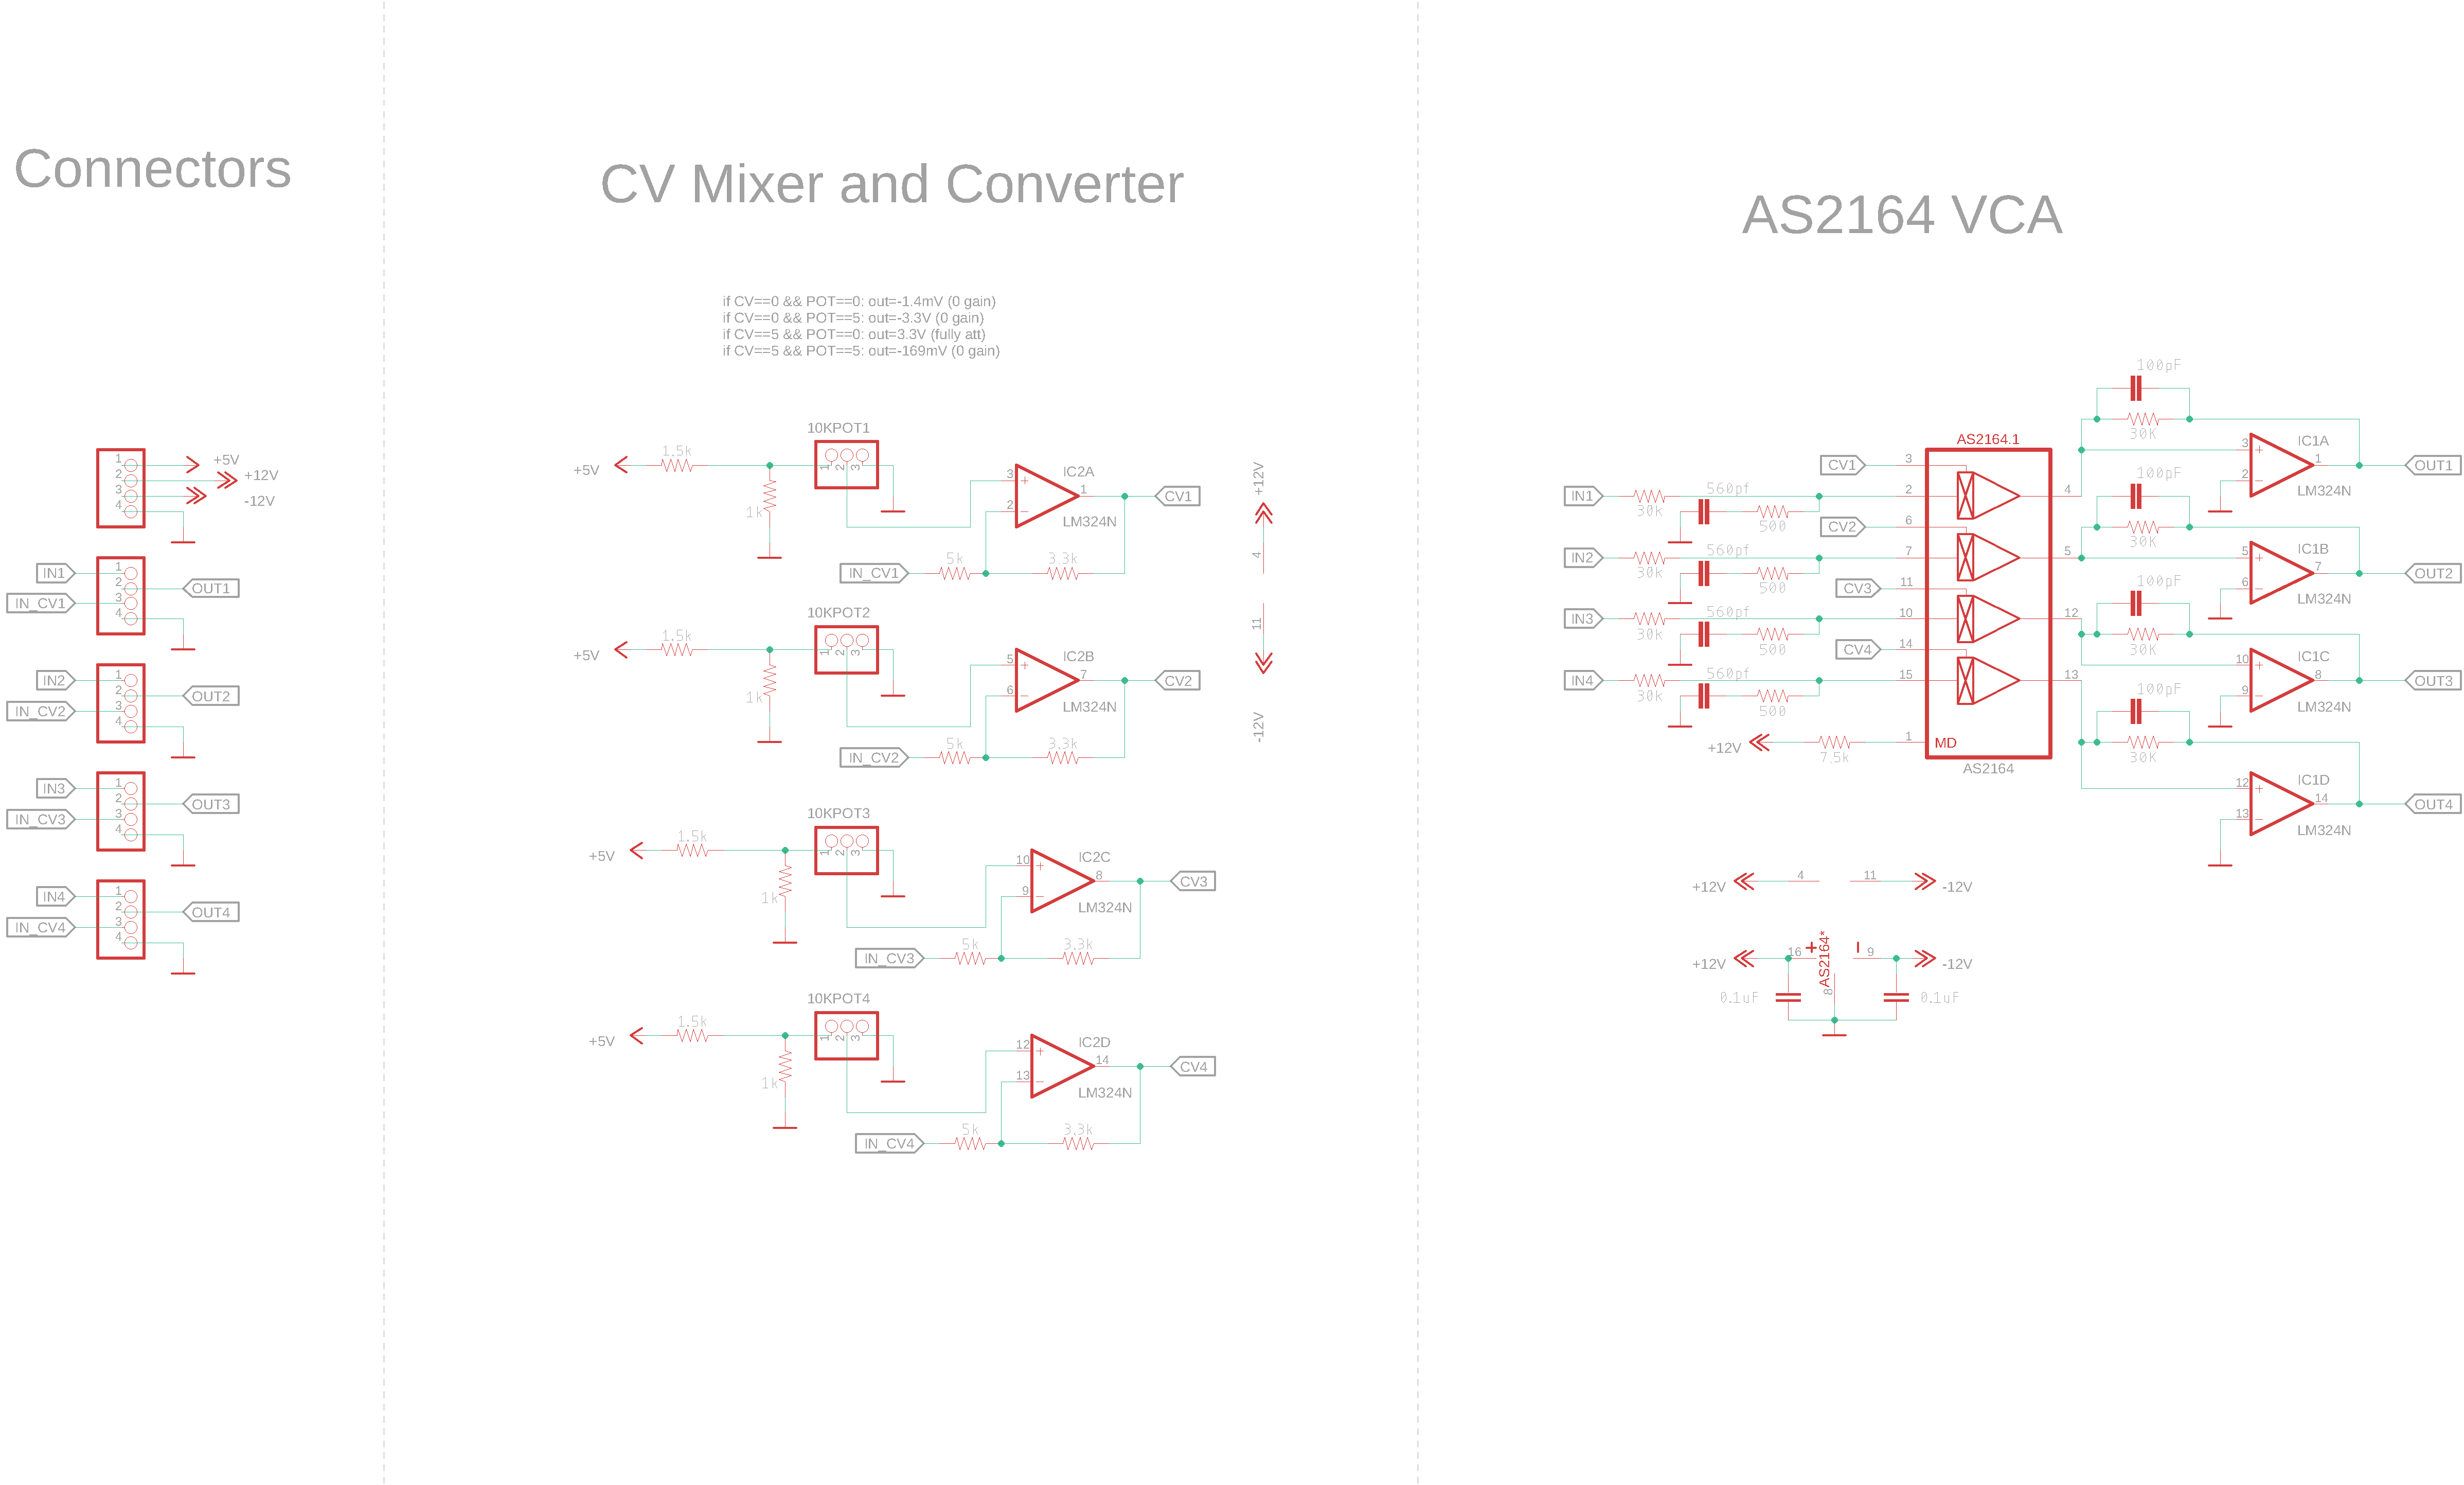 Connectors
CV Mixer and Converter
AS2164 VCA
if CV==0 && POT==0: out=-1.4mV (0 gain)
if CV==0 && POT==5: out=-3.3V (0 gain)
if CV==5 && POT==0: out=3.3V (fully att)
if CV==5 && POT==5: out=-169mV (0 gain)
1
2
3
4
+5V
+12V
-12V
IN1
IN_CV1
1
2
3
4
OUT1
IN2
IN_CV2
1
2
3
4
OUT2
IN3
IN_CV3
1
2
3
4
OUT3
IN4
IN_CV4
1
2
3
4
OUT4
10KPOT1
+5V
1.5k
1k
1
2
3
3
2
1
IC2A
LM324N
CV1
IN_CV1
5k
3.3k
10KPOT2
+5V
1.5k
1k
1
2
3
5
6
7
IC2B
LM324N
CV2
IN_CV2
5k
3.3k
10KPOT3
+5V
1.5k
1k
1
2
3
10
9
8
IC2C
LM324N
CV3
IN_CV3
5k
3.3k
10KPOT4
+5V
1.5k
1k
1
2
3
12
13
14
IC2D
LM324N
CV4
IN_CV4
5k
3.3k
+12V
4
11
-12V
AS2164.1
CV1
3
IN1
30k
560pf
500
2
4
CV2
6
IN2
30k
560pf
500
7
5
CV3
11
IN3
30k
560pf
500
10
12
CV4
14
IN4
30k
560pf
500
15
13
+12V
7.5k
1
MD
AS2164
100pF
30K
3
2
1
IC1A
LM324N
OUT1
100pF
30K
5
6
7
IC1B
LM324N
OUT2
100pF
30K
10
9
8
IC1C
LM324N
OUT3
100pF
30K
12
13
14
IC1D
LM324N
OUT4
+12V
4
11
-12V
+12V
16
+
AS2164*
8
-
9
-12V
0.1uF
0.1uF